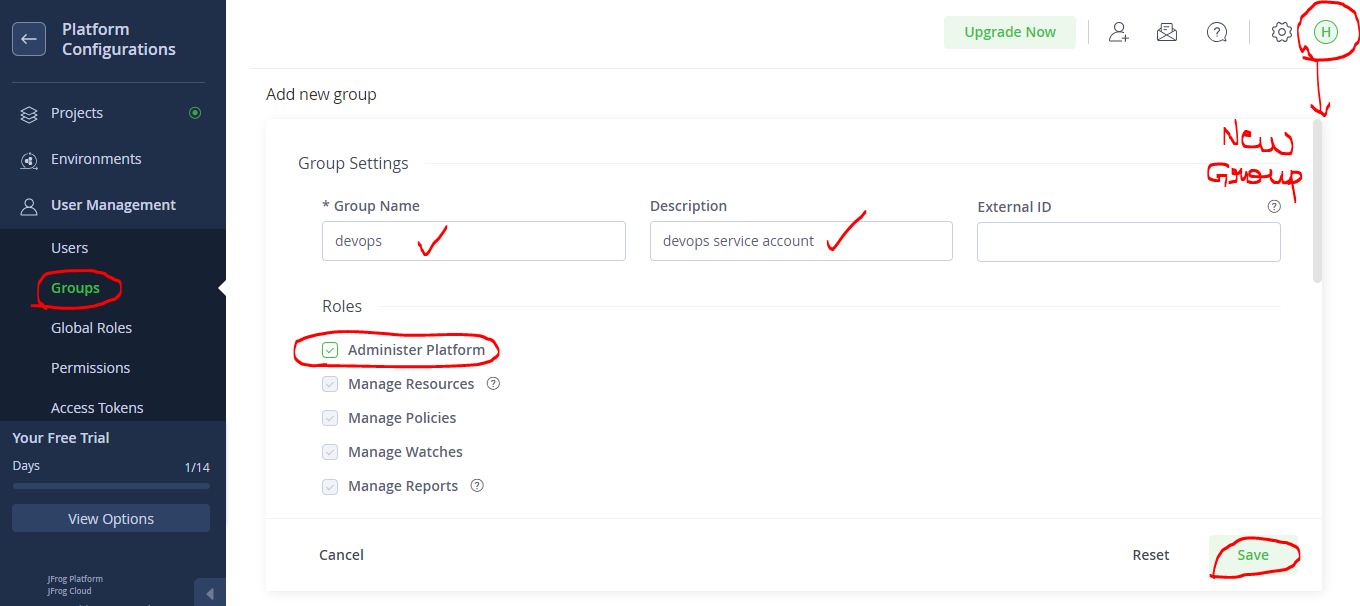 Platform
Configurations
Projects
Environments
User Management
Users
Groups
Global Roles
Permissions
Access Tokens
Your Free Trial
Days 1/14
View Options
JFrog Platform
JFrog Cloud
Upgrade Now
? H
Add new group
New
Group
Group Settings
* Group Name
devops
Description
devops service account
External ID ?
Roles
Administer Platform
Manage Resources ?
Manage Policies
Manage Watches
Manage Reports ?
Cancel Reset Save